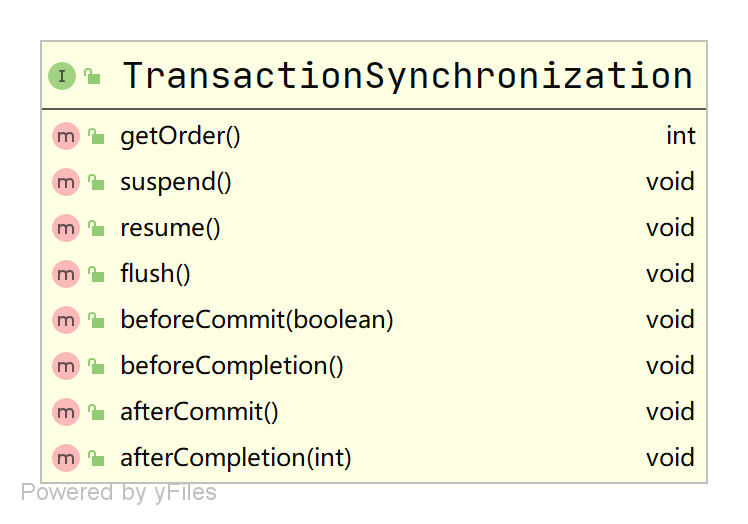 I TransactionSynchronization
m getOrder() int
m suspend() void
m resume() void
m flush() void
m beforeCommit(boolean) void
m beforeCompletion() void
m afterCommit() void
m afterCompletion(int) void
Powered by yFiles